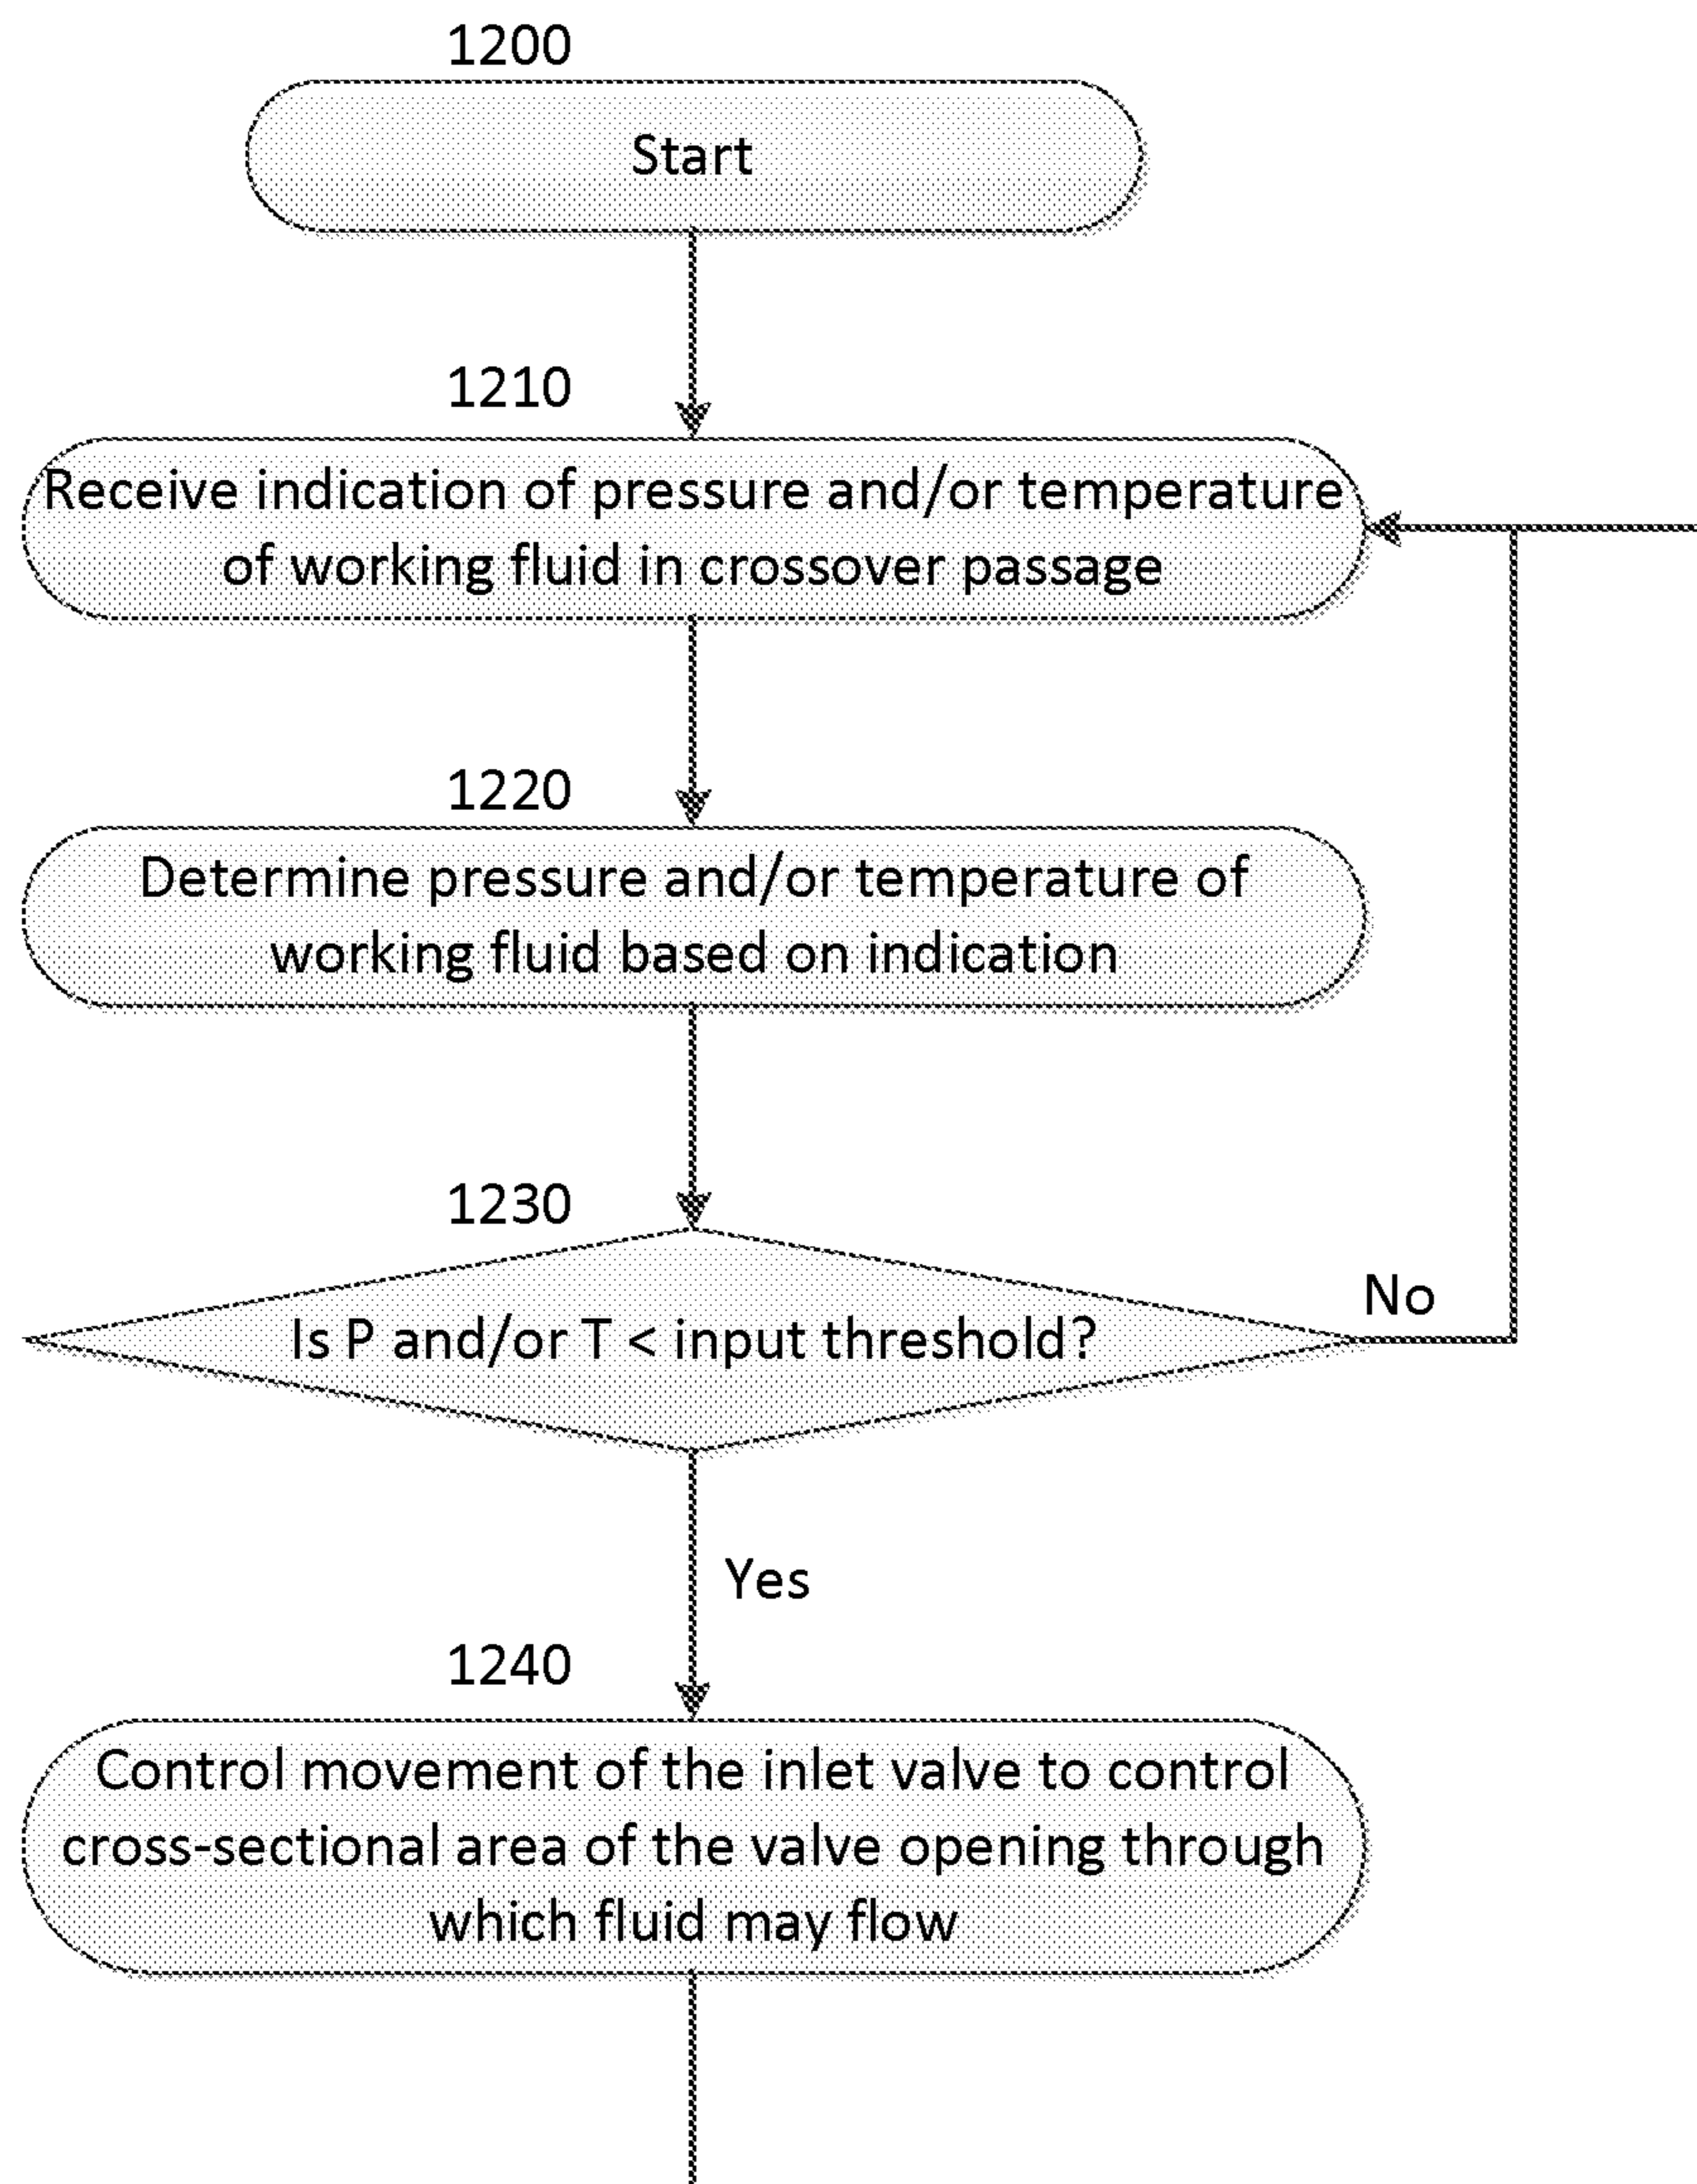 1200
Start
1210
Receive indication of pressure and/or temperature
of working fluid in crossover passage
1220
Determine pressure and/or temperature of
working fluid based on indication
1230
Is P and/or T < input threshold?
No
Yes
1240
Control movement of the inlet valve to control
cross-sectional area of the valve opening through
which fluid may flow